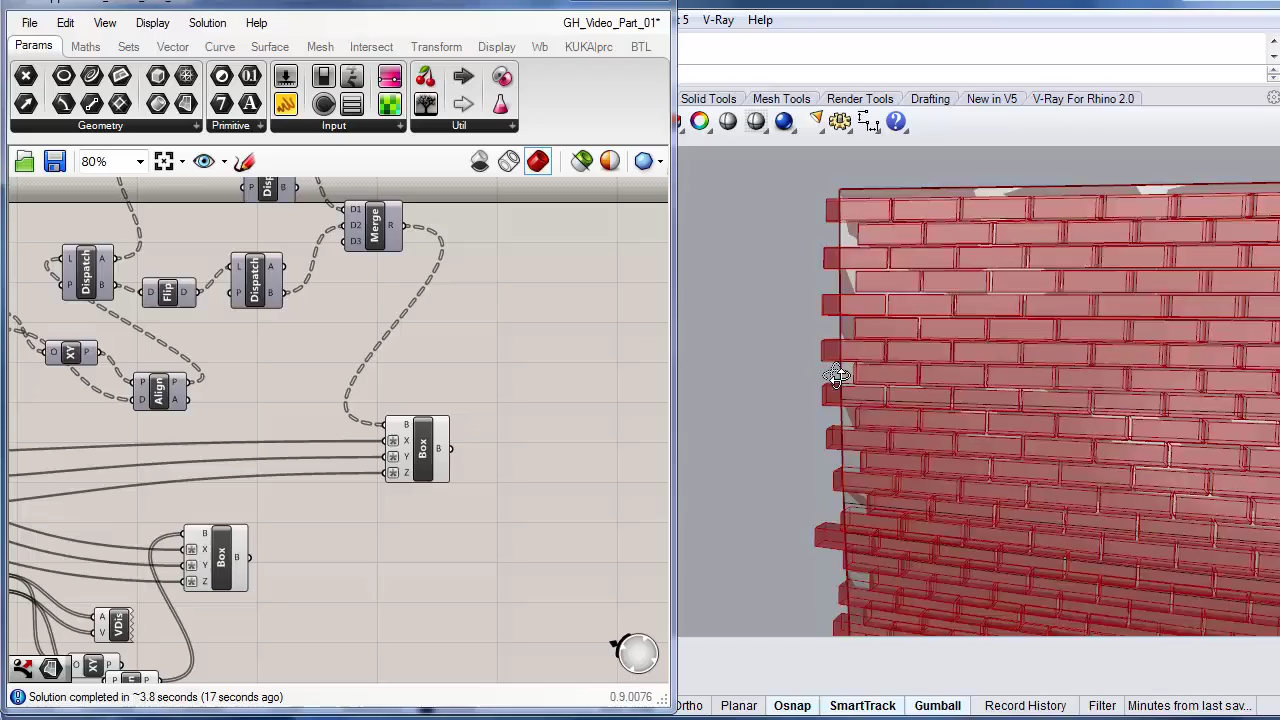 File Edit View Display Solution Help GH_Video_Part_01*
: 5 V-Ray Help
Params Maths Sets Vector Curve Surface Mesh Intersect Transform Display Wb KUKA|prc BTL
Geometry Primitive Input Util
Solid Tools Mesh Tools Render Tools Drafting New in V5 V-Ray For Rhino 2.0
80%
P B
D1
D2 Merge R
D3
L Dispatch A
P B
D Flip D
L Dispatch A
P B
O XY P
P Align P
D A
B
X Box B
Y
Z
B
X Box B
Y
Z
A VDis
V
O XY P
P P
Solution completed in ~3.8 seconds (17 seconds ago) 0.9.0076
Ortho Planar Osnap SmartTrack Gumball Record History Filter Minutes from last sav...